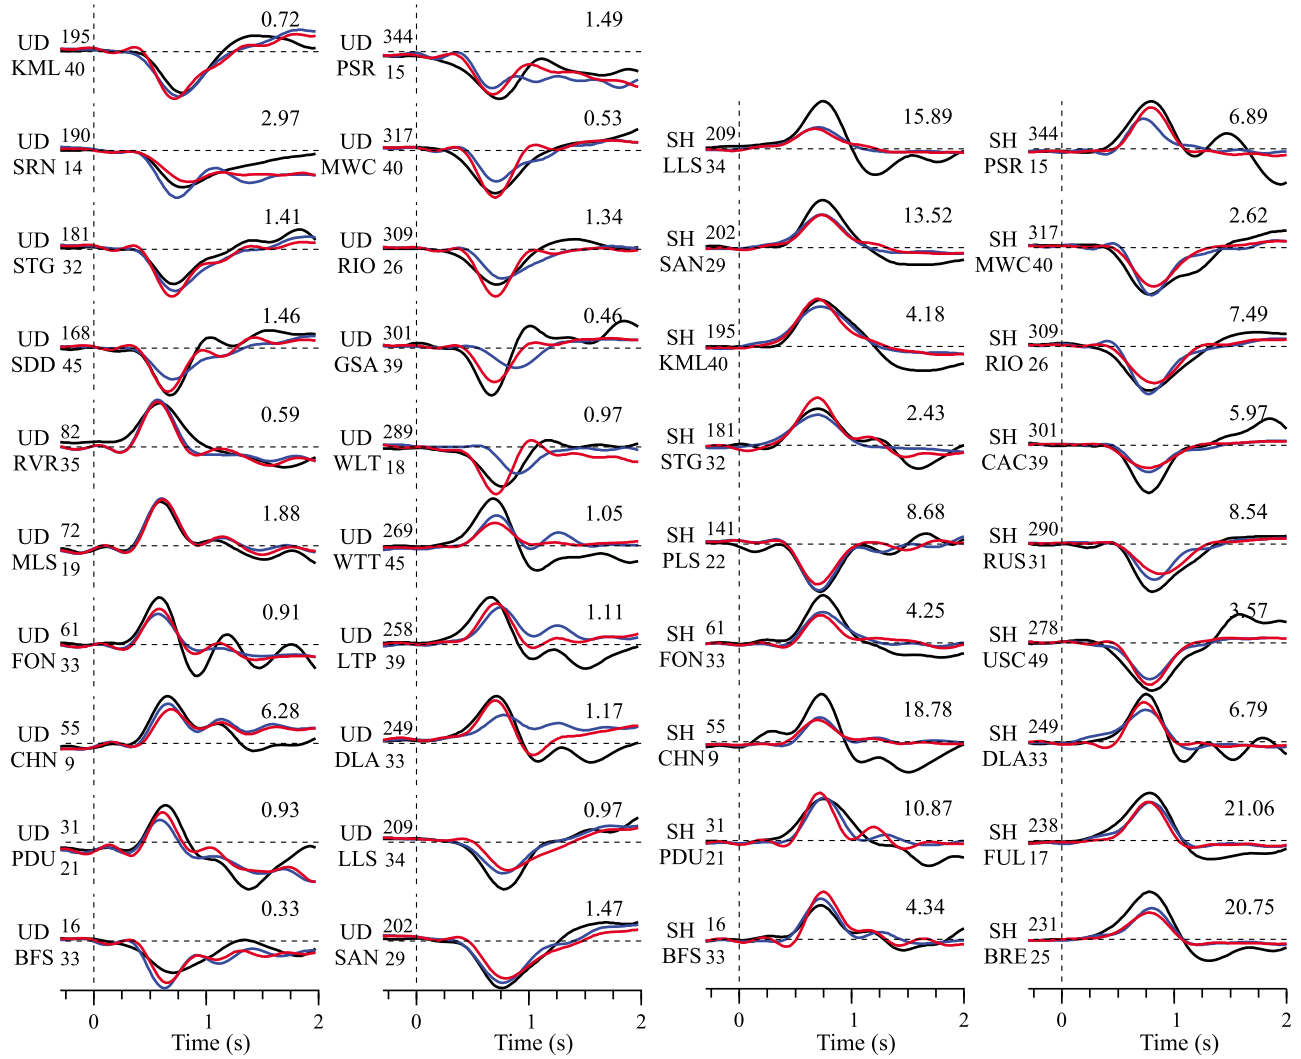 UD 195 0.72
KML 40
UD 190 2.97
SRN 14
UD 181 1.41
STG 32
UD 168 1.46
SDD 45
UD 82 0.59
RVR 35
UD 72 1.88
MLS 19
UD 61 0.91
FON 33
UD 55 6.28
CHN 9
UD 31 0.93
PDU 21
UD 16 0.33
BFS 33
0 1 2
Time (s)
UD 344 1.49
PSR 15
UD 317 0.53
MWC 40
UD 309 1.34
RIO 26
UD 301 0.46
GSA 39
UD 289 0.97
WLT 18
UD 269 1.05
WTT 45
UD 258 1.11
LTP 39
UD 249 1.17
DLA 33
UD 209 0.97
LLS 34
UD 202 1.47
SAN 29
0 1 2
Time (s)
SH 209 15.89
LLS 34
SH 202 13.52
SAN 29
SH 195 4.18
KML 40
SH 181 2.43
STG 32
SH 141 8.68
PLS 22
SH 61 4.25
FON 33
SH 55 18.78
CHN 9
SH 31 10.87
PDU 21
SH 16 4.34
BFS 33
0 1 2
Time (s)
SH 344 6.89
PSR 15
SH 317 2.62
MWC 40
SH 309 7.49
RIO 26
SH 301 5.97
CAC 39
SH 290 8.54
RUS 31
SH 278 3.57
USC 49
SH 249 6.79
DLA 33
SH 238 21.06
FUL 17
SH 231 20.75
BRE 25
0 1 2
Time (s)